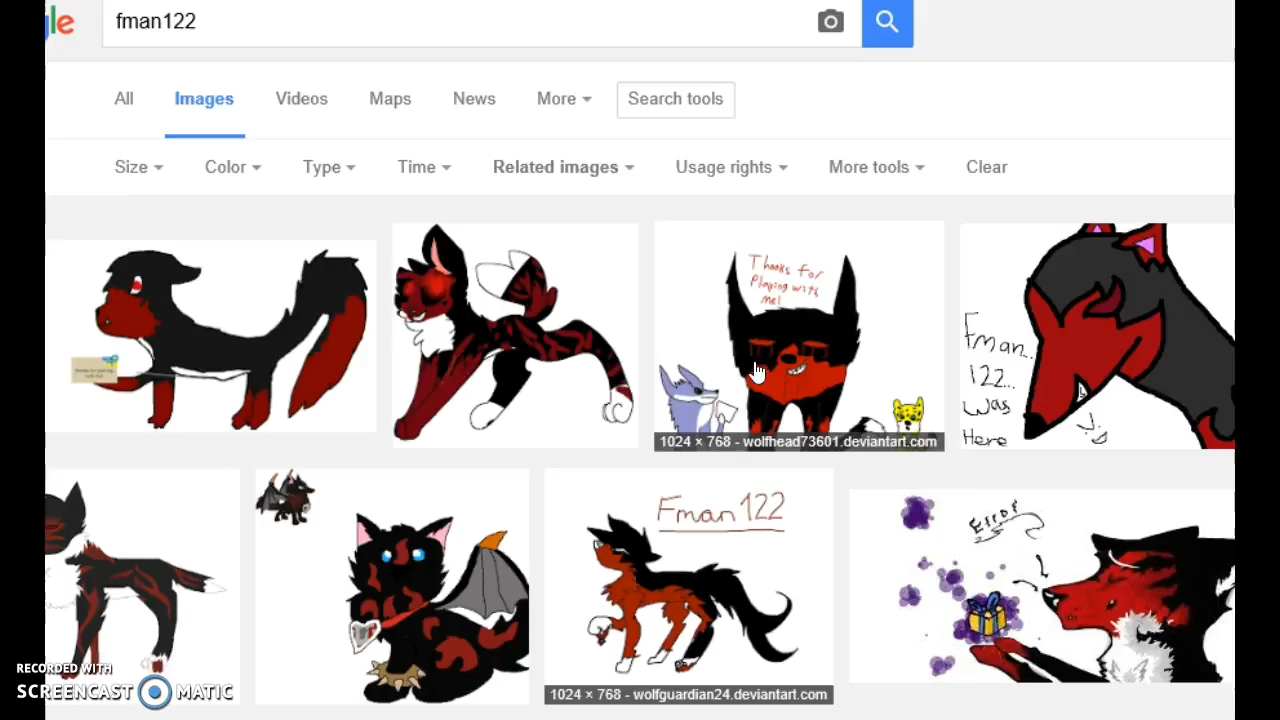 le
fman122
All Images Videos Maps News More Search tools
Size Color Type Time Related images Usage rights More tools Clear
Thanks for
Playing with
me!
1024 × 768 - wolfhead73601.deviantart.com
Fman..
122...
Was
Here
Fman122
Error
1024 × 768 - wolfguardian24.deviantart.com
RECORDED WITH
SCREENCAST MATIC